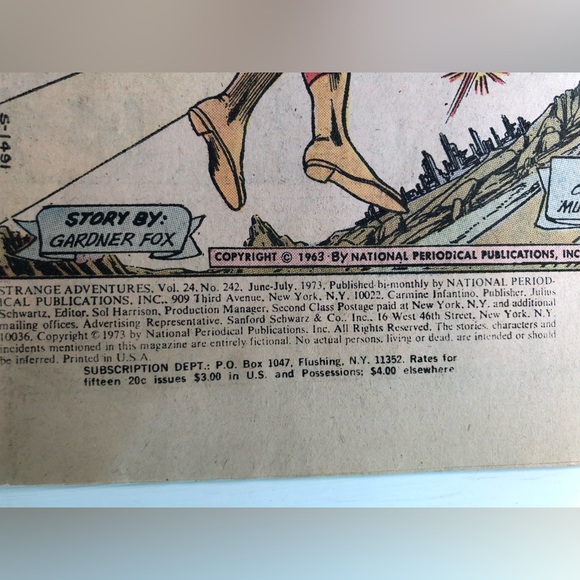 S-1491
STORY BY:
GARDNER FOX
MU
COPYRIGHT © 1963 BY NATIONAL PERIODICAL PUBLICATIONS, INC
STRANGE ADVENTURES, Vol. 24, No. 242. June-July, 1973, Published bi-monthly by NATIONAL PERIOD-
ICAL PUBLICATIONS, INC., 909 Third Avenue, New York, N.Y. 10022. Carmine Infantino, Publisher, Julius
Schwartz, Editor, Sol Harrison, Production Manager, Second Class Postage paid at New York, N.Y. and additional
mailing offices. Advertising Representative, Sanford Schwarz & Co., Inc., 16 West 46th Street, New York
10036, Copyright © 1973 by National Periodical Publications, Inc. All Rights Reserved. The stories, characters and
incidents mentioned in this magazine are entirely fictional. No actual persons, living or dead, are intended or should
be inferred. Printed in U.S.A.
SUBSCRIPTION DEPT.: P.O. Box 1047, Flushing, N.Y. 11352. Rates for
fifteen 20c issues $3.00 in U.S. and Possessions; $4.00 elsewhere.